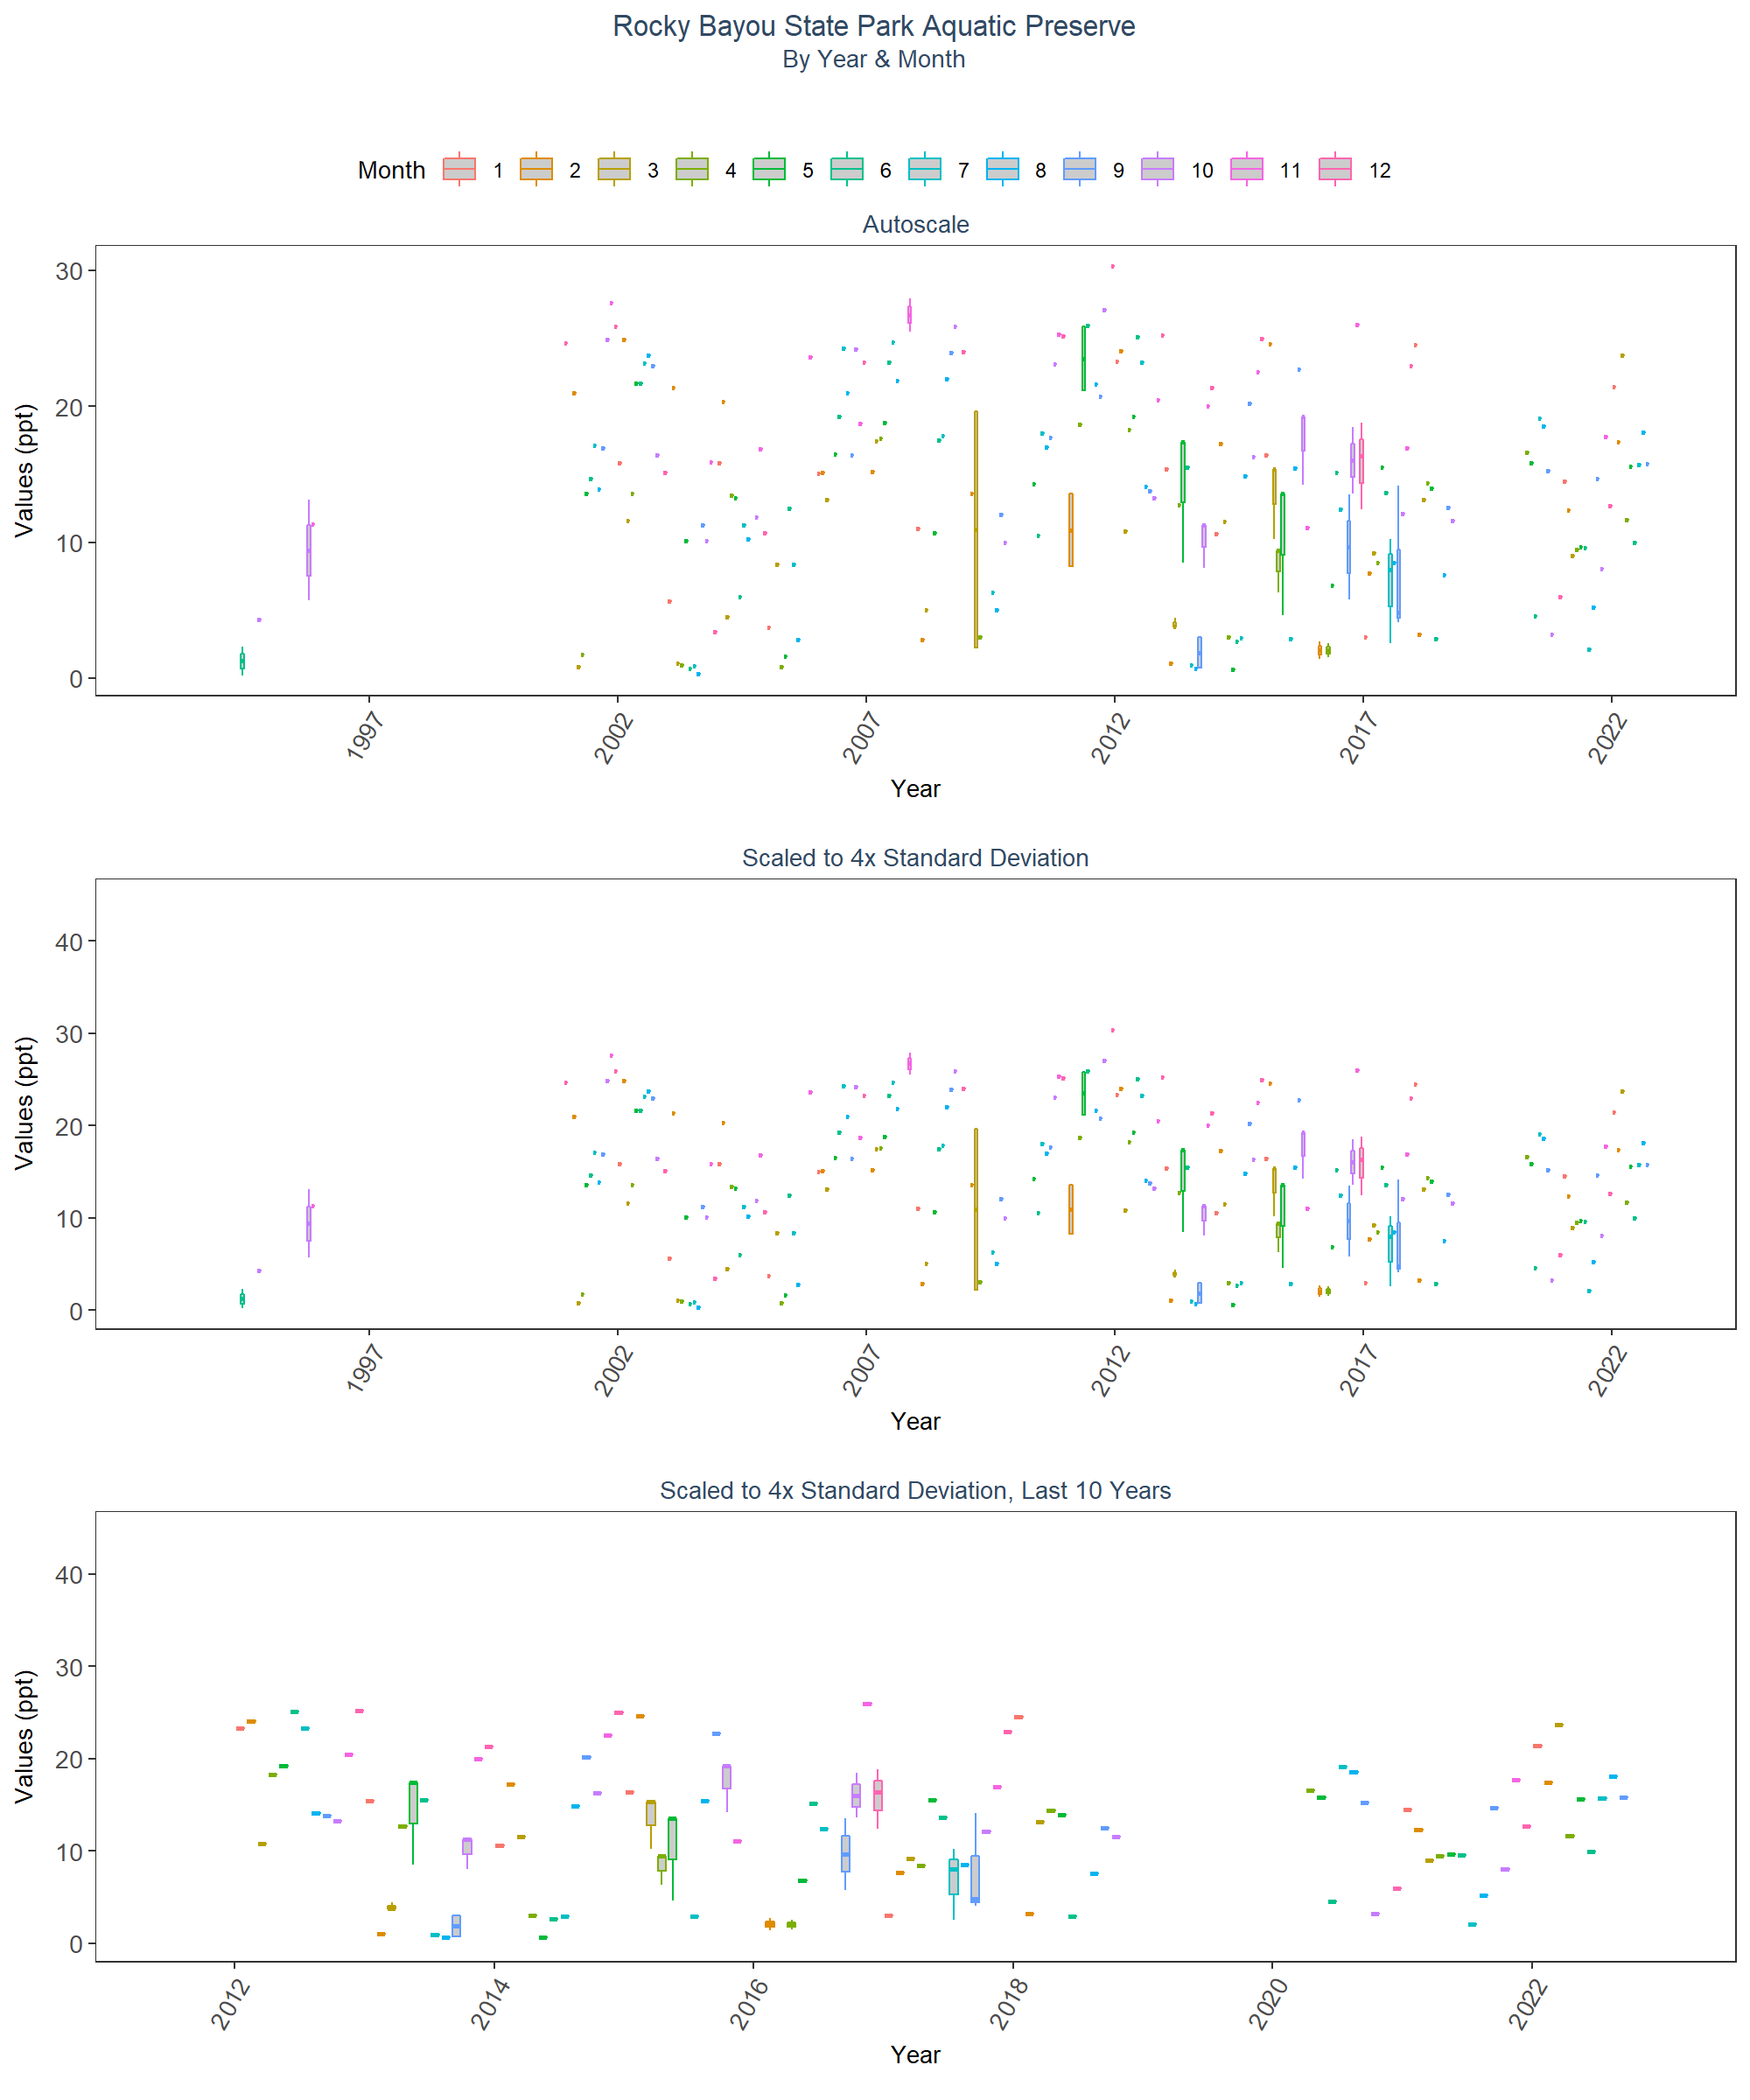 Rocky Bayou State Park Aquatic Preserve
By Year & Month
Month 1 2 3 4 5 6 7 8 9 10 11 12
Autoscale
30
20
10
0
Values (ppt)
1997 2002 2007 2012 2017 2022
Year
Scaled to 4x Standard Deviation
40
30
20
10
0
Values (ppt)
1997 2002 2007 2012 2017 2022
Year
Scaled to 4x Standard Deviation, Last 10 Years
40
30
20
10
0
Values (ppt)
2012 2014 2016 2018 2020 2022
Year